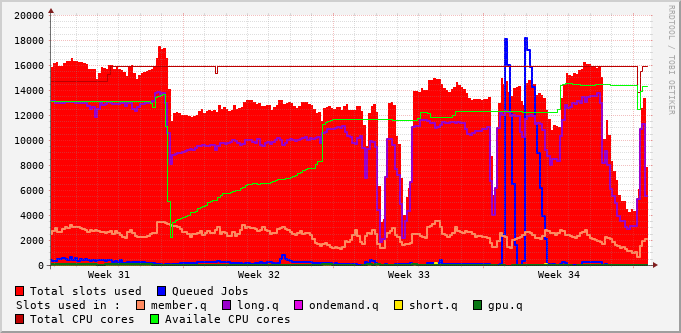 20000
18000
16000
14000
12000
10000
8000
6000
4000
2000
0
Week 31 Week 32 Week 33 Week 34
RRDTOOL / TOBI OETIKER
Total slots used Queued Jobs
Slots used in : member.q long.q ondemand.q short.q gpu.q
Total CPU cores Availale CPU cores